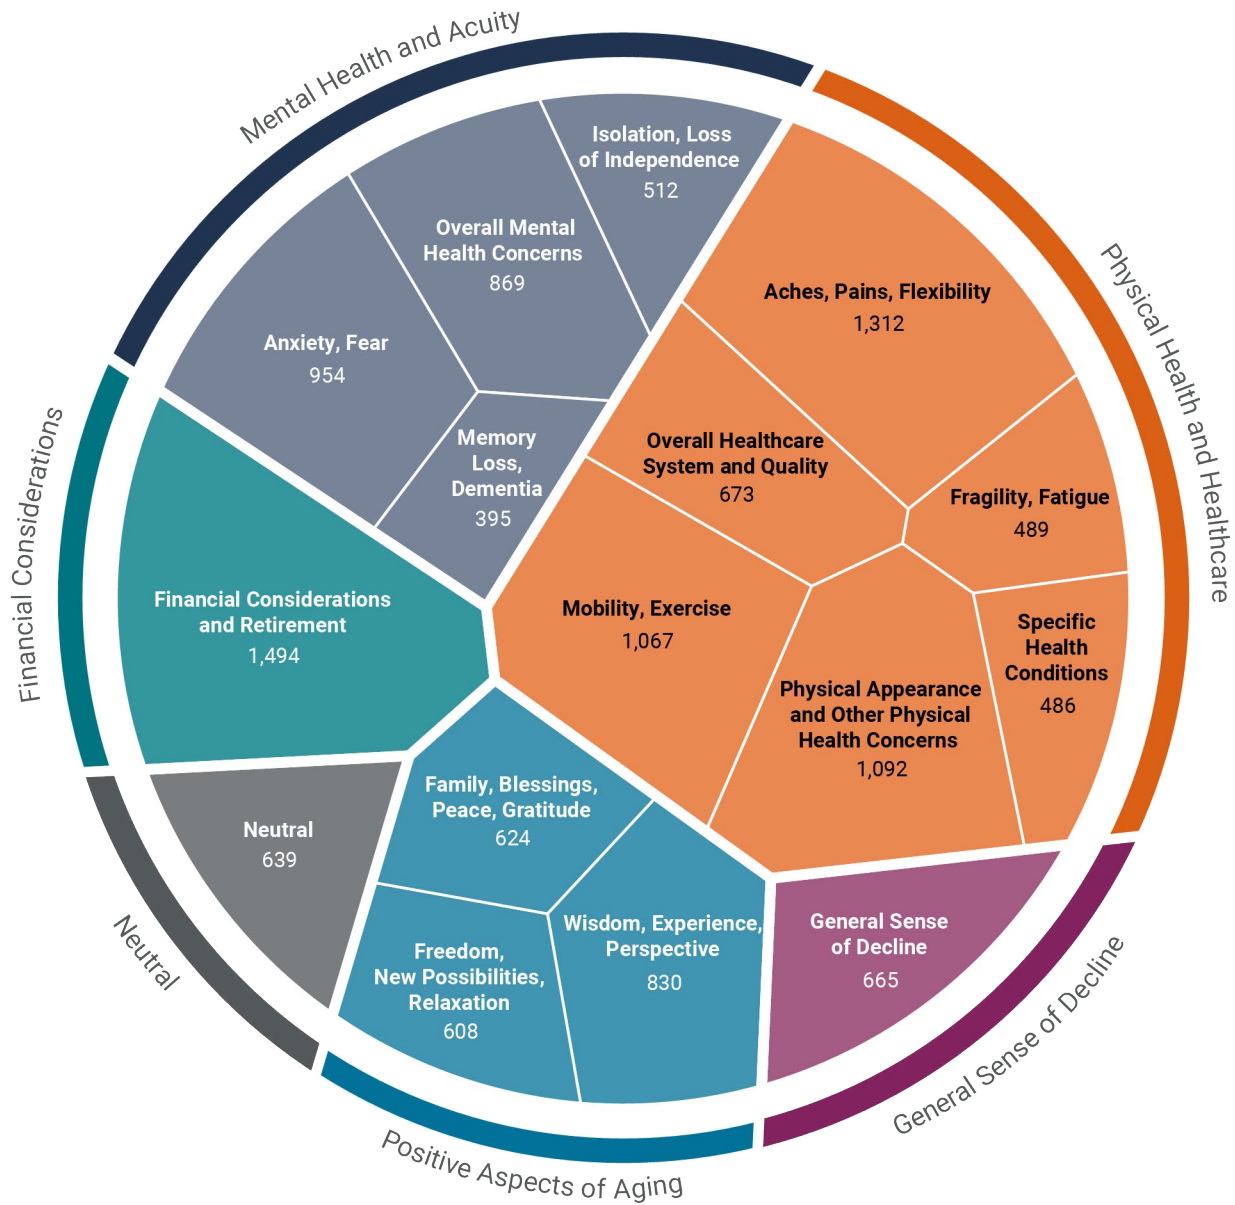 Mental Health and Acuity
Isolation, Loss
of Independence
512
Overall Mental
Health Concerns
869
Anxiety, Fear
954
Memory
Loss,
Dementia
395
Physical Health and Healthcare
Aches, Pains, Flexibility
1,312
Overall Healthcare
System and Quality
673
Fragility, Fatigue
489
Mobility, Exercise
1,067
Specific
Health
Conditions
486
Physical Appearance
and Other Physical
Health Concerns
1,092
Financial Considerations
Financial Considerations
and Retirement
1,494
Neutral
Neutral
639
Family, Blessings,
Peace, Gratitude
624
Freedom,
New Possibilities,
Relaxation
608
Wisdom, Experience,
Perspective
830
Positive Aspects of Aging
General Sense
of Decline
665
General Sense of Decline